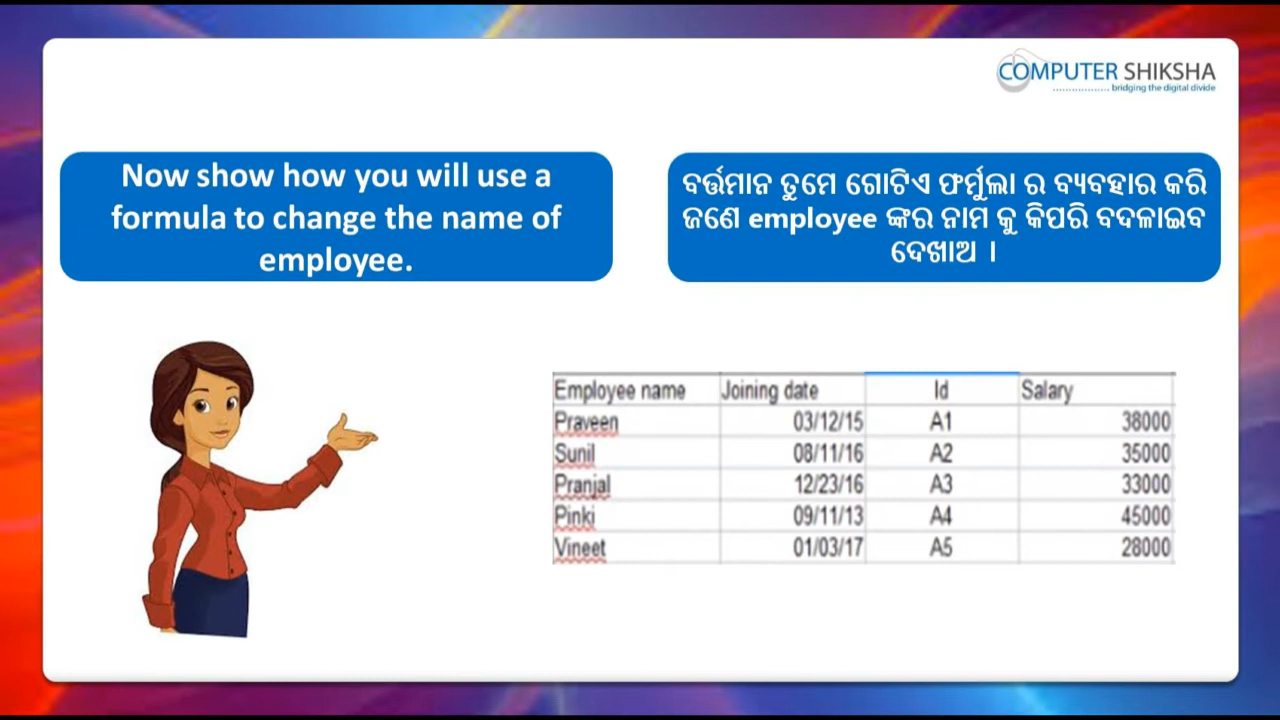 COMPUTER SHIKSHA
bridging the digital divide
Now show how you will use a
formula to change the name of
employee.
ବର୍ତ୍ତମାନ ତୁମେ ଗୋଟିଏ ଫର୍ମୁଲା ର ବ୍ୟବହାର କରି
ଜଣେ employee ଙ୍କର ନାମ କୁ କିପରି ବଦଳାଇବ
ଦେଖାଅ ।
Employee name Joining date Id Salary
Praveen 03/12/15 A1 38000
Sunil 08/11/16 A2 35000
Pranjal 12/23/16 A3 33000
Pinki 09/11/13 A4 45000
Vineet 01/03/17 A5 28000